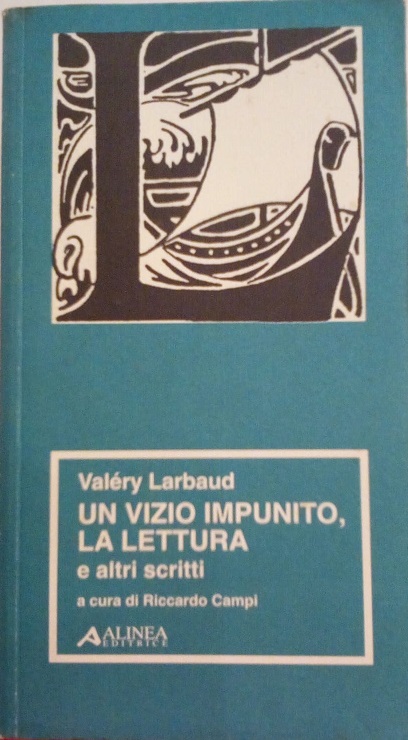 L
Valéry Larbaud
UN VIZIO IMPUNITO,
LA LETTURA
e altri scritti
a cura di Riccardo Campi
ALINEA
EDITRICE